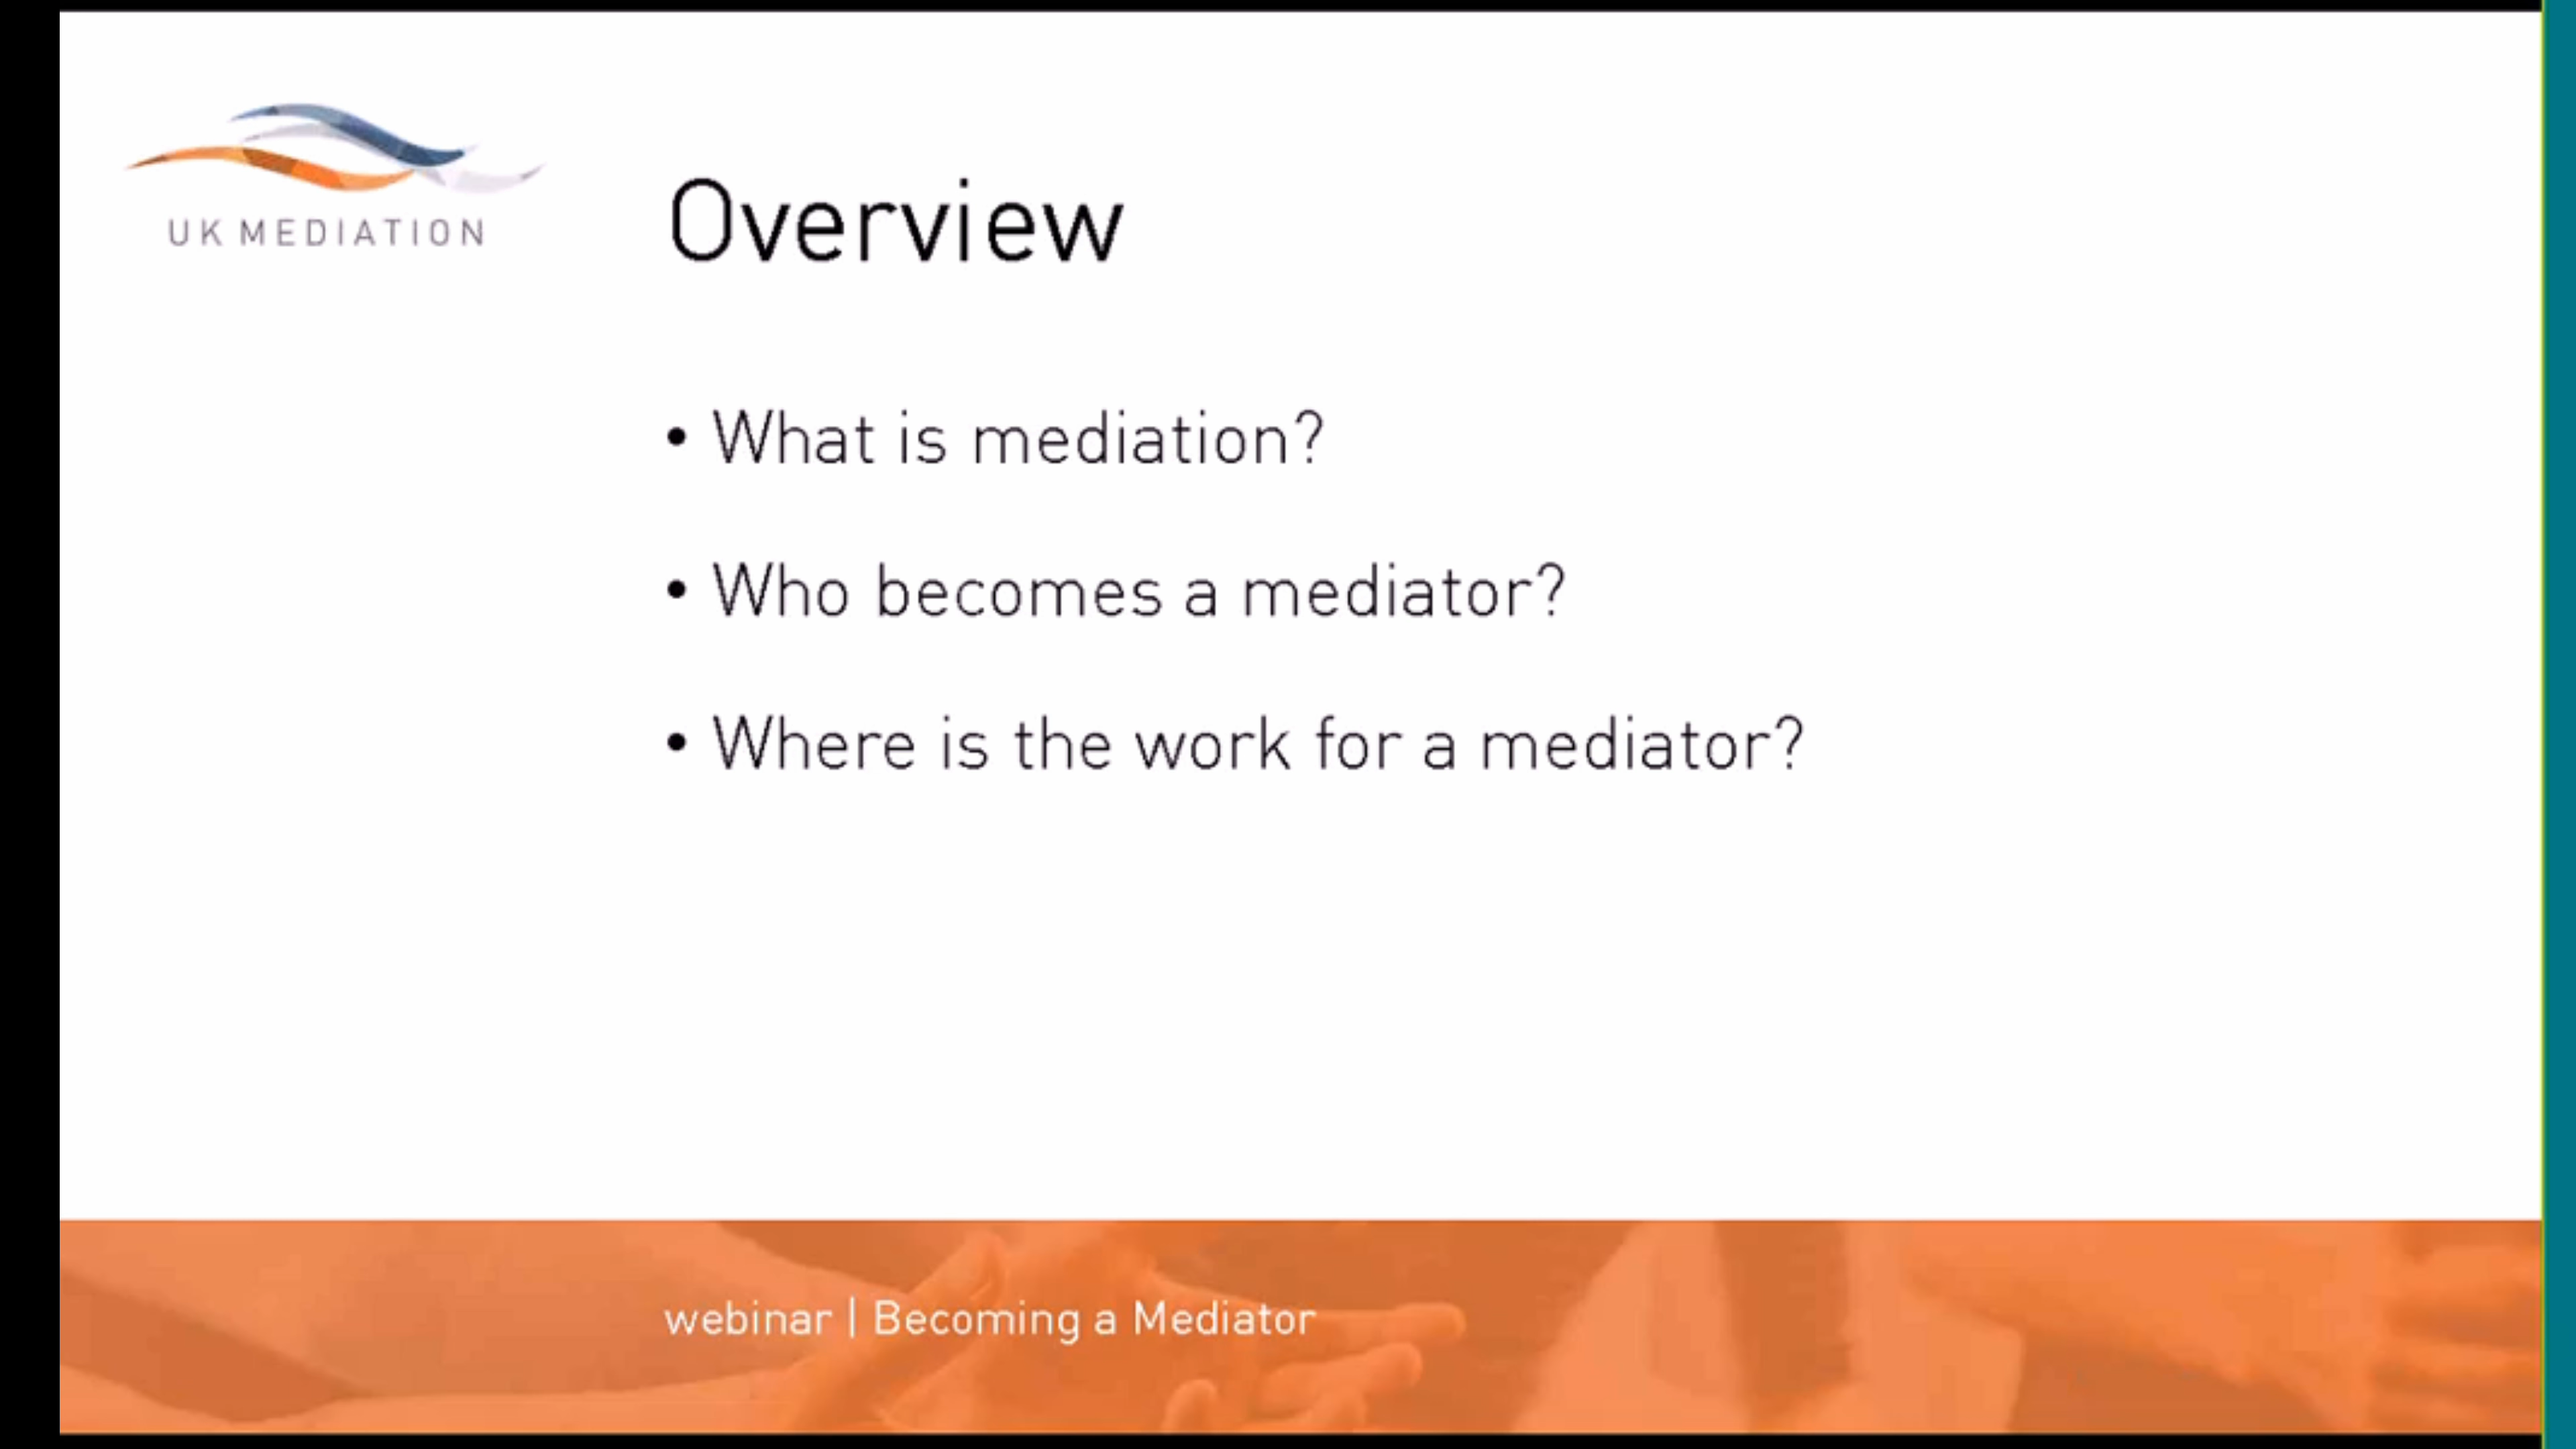 UK MEDIATION
Overview
• What is mediation?
• Who becomes a mediator?
• Where is the work for a mediator?
webinar | Becoming a Mediator